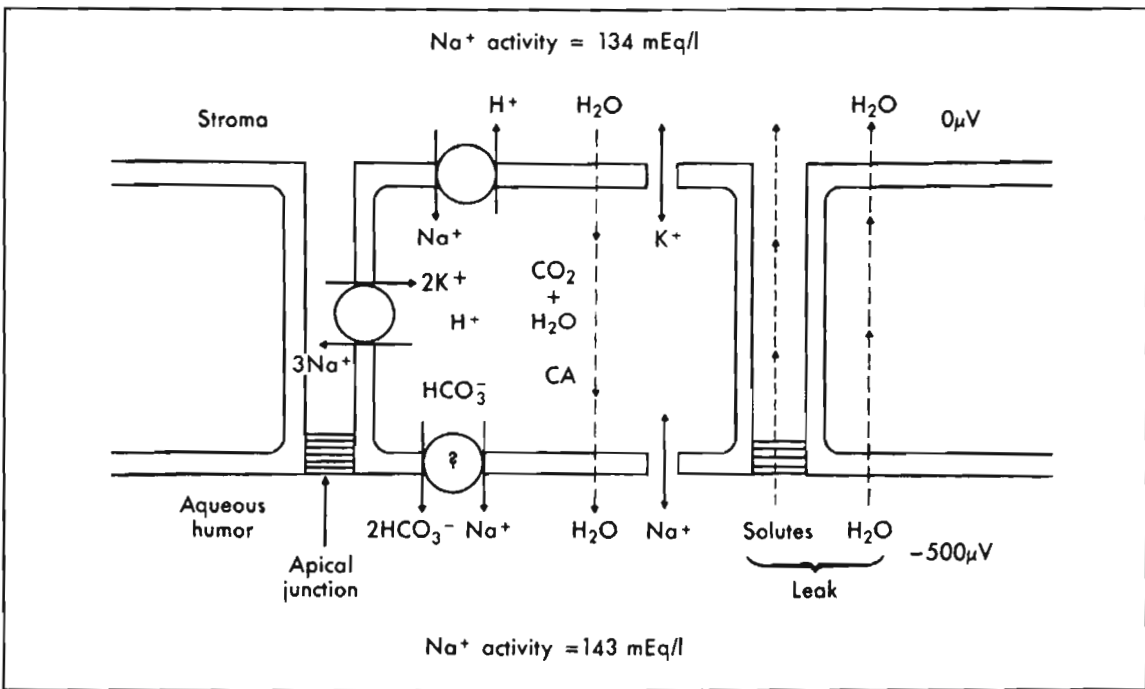 Na+ activity = 134 mEq/l
H+ H2O H2O
Stroma 0μV
Na+ K+
2K+ CO2
+
H+ H2O
3Na+
HCO3- CA
?
Aqueous
humor
2HCO3- Na+ H2O Na+ Solutes H2O -500μV
Apical
junction
Leak
Na+ activity =143 mEq/l